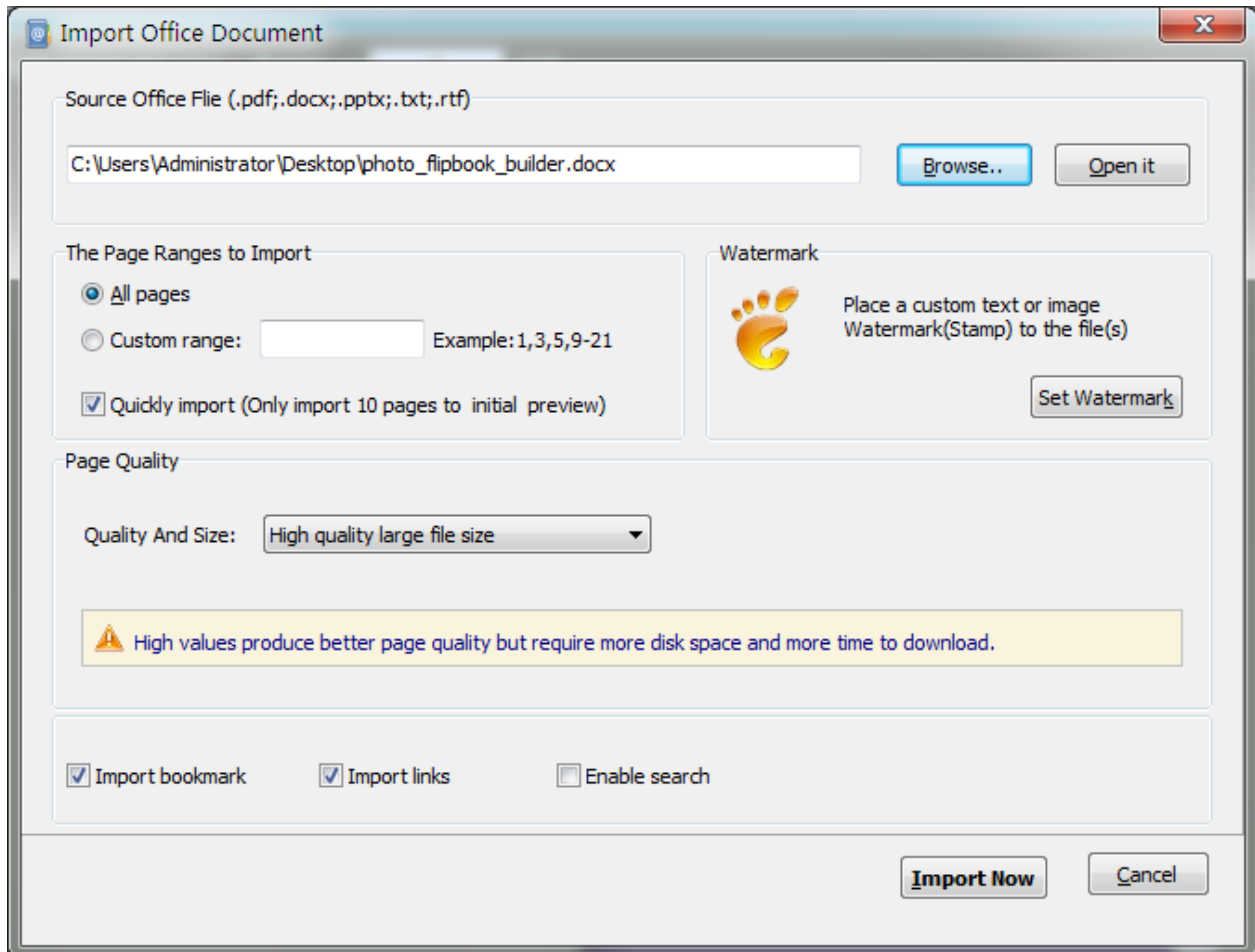 Import Office Document
Source Office Flie (.pdf;.docx;.pptx;.txt;.rtf)
C:\Users\Administrator\Desktop\photo_flipbook_builder.docx
Browse..
Open it
The Page Ranges to Import
All pages
Custom range:
Example:1,3,5,9-21
Quickly import (Only import 10 pages to  initial  preview)
Watermark
Place a custom text or image
Watermark(Stamp) to the file(s)
Set Watermark
Page Quality
Quality And Size:
High quality large file size
High values produce better page quality but require more disk space and more time to download.
Import bookmark
Import links
Enable search
Import Now
Cancel